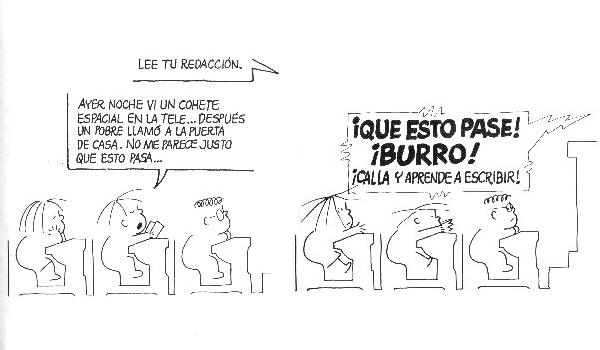 LEE TU REDACCIÓN.
AYER NOCHE VI UN COHETE
ESPACIAL EN LA TELE... DESPUÉS
UN POBRE LLAMÓ A LA PUERTA
DE CASA. NO ME PARECE JUSTO
QUE ESTO PASA...
¡QUE ESTO PASE!
¡BURRO!
¡CALLA Y APRENDE A ESCRIBIR!